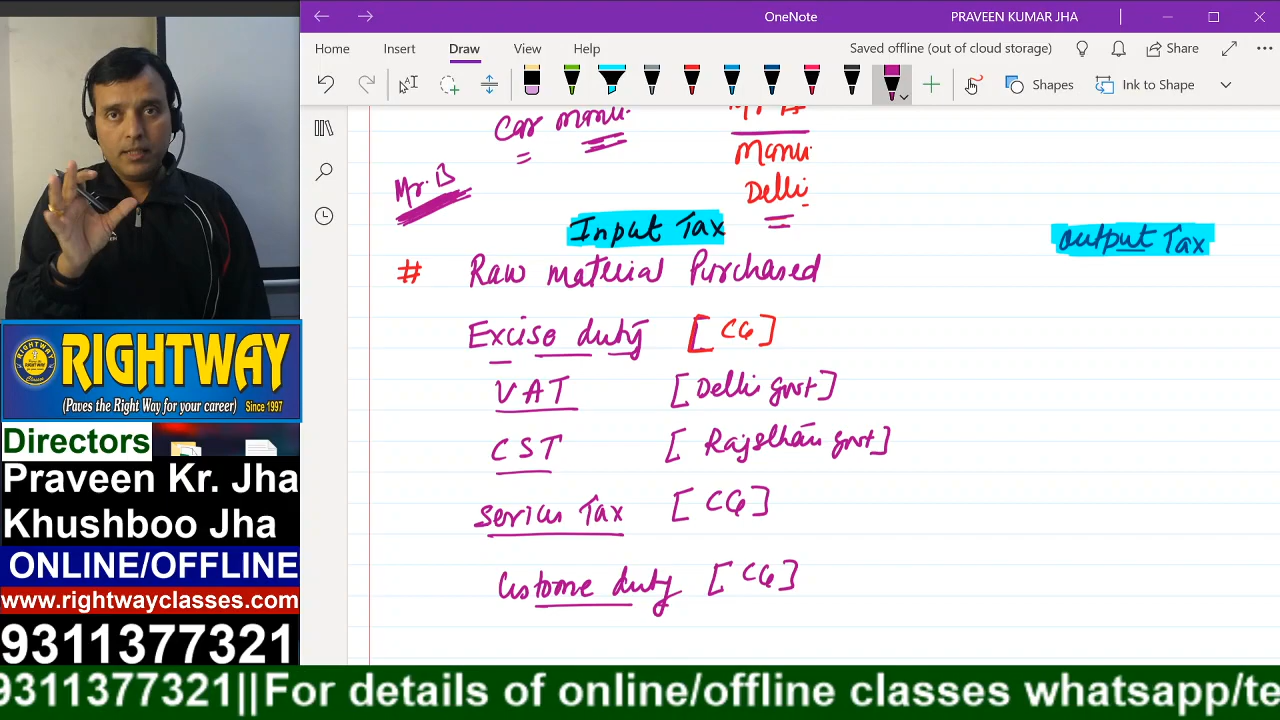 OneNote
PRAVEEN KUMAR JHA
Home Insert Draw View Help
Saved offline (out of cloud storage)
Share
Shapes
Ink to Shape
Car manu.
Manu.
Delhi
Mr. B
Input Tax
Output Tax
# Raw material Purchased
Excise duty [CG]
VAT [Delhi govt]
CST [Rajsthan govt]
Service Tax [CG]
Custome duty [CG]
RIGHTWAY
(Paves the Right Way for your career) Since 1997
Directors
Praveen Kr. Jha
Khushboo Jha
ONLINE/OFFLINE
www.rightwayclasses.com
9311377321
9311377321||For details of online/offline classes whatsapp/te